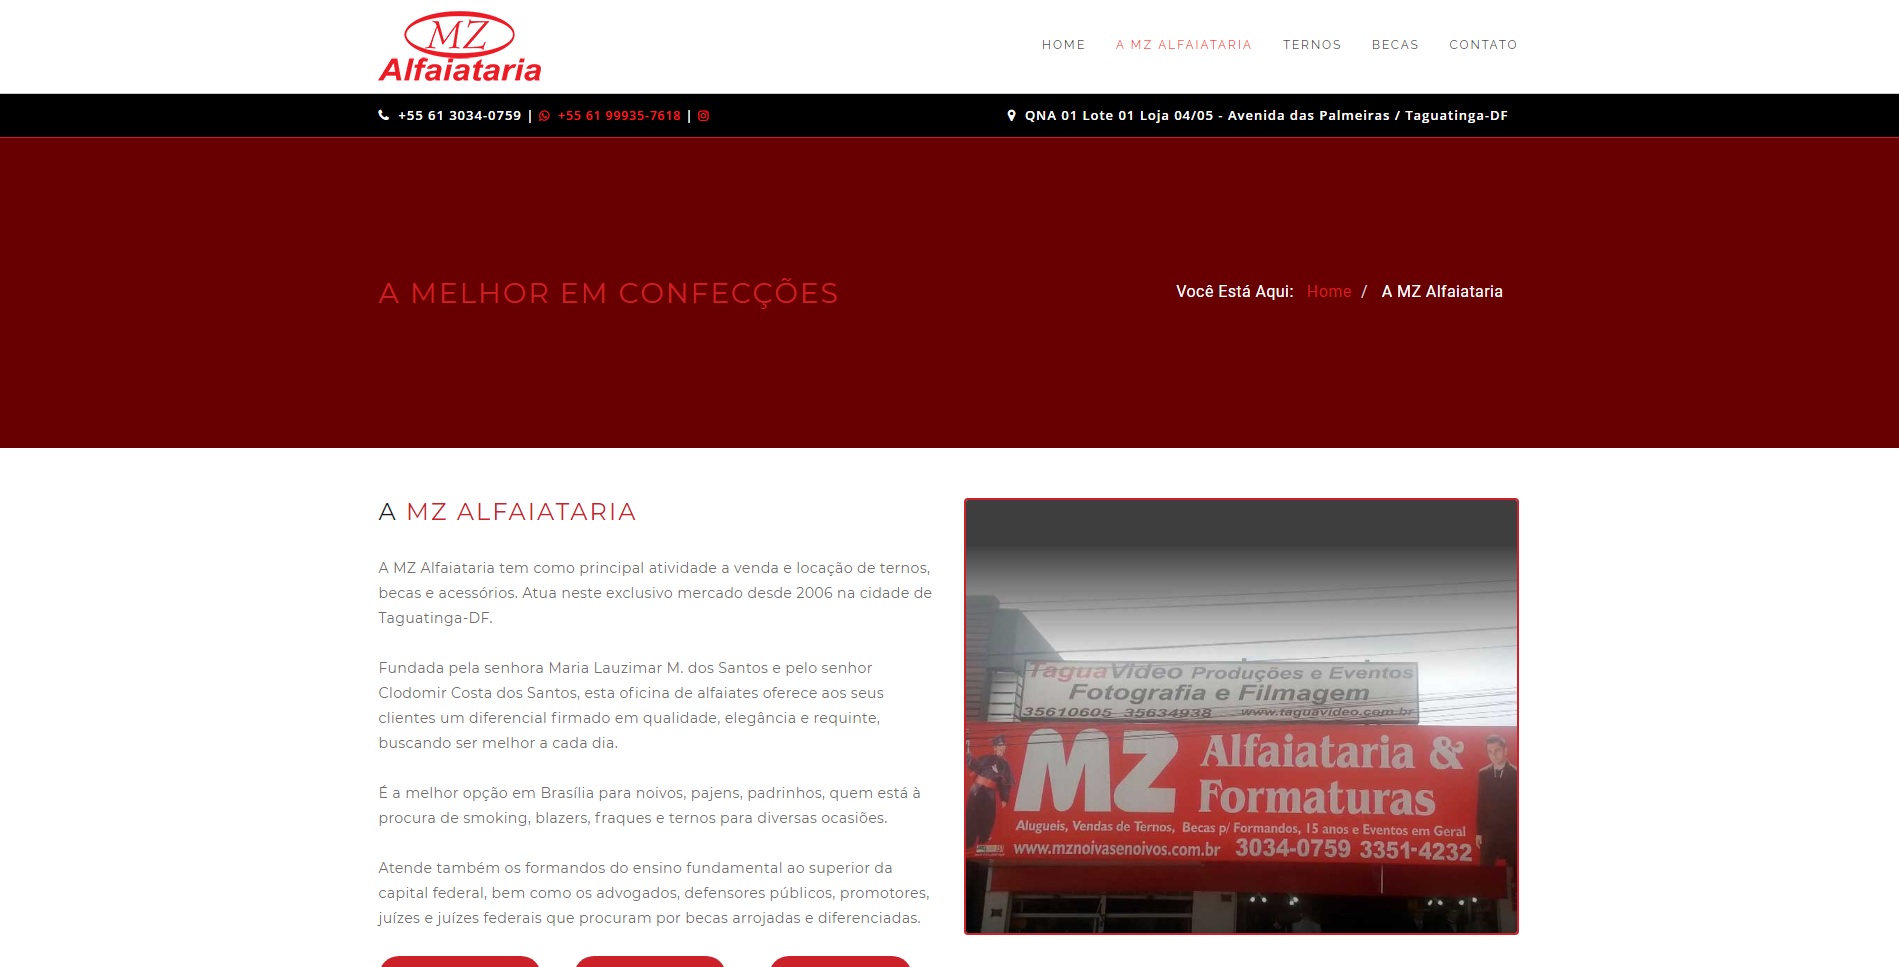 MZ
Alfaiataria
HOME
A MZ ALFAIATARIA
TERNOS
BECAS
CONTATO
+55 61 3034-0759 | +55 61 99935-7618 |
QNA 01 Lote 01 Loja 04/05 - Avenida das Palmeiras / Taguatinga-DF
A MELHOR EM CONFECÇÕES
Você Está Aqui: Home / A MZ Alfaiataria
A MZ ALFAIATARIA
A MZ Alfaiataria tem como principal atividade a venda e locação de ternos,
becas e acessórios. Atua neste exclusivo mercado desde 2006 na cidade de
Taguatinga-DF.
Fundada pela senhora Maria Lauzimar M. dos Santos e pelo senhor
Clodomir Costa dos Santos, esta oficina de alfaiates oferece aos seus
clientes um diferencial firmado em qualidade, elegância e requinte,
buscando ser melhor a cada dia.
É a melhor opção em Brasília para noivos, pajens, padrinhos, quem está à
procura de smoking, blazers, fraques e ternos para diversas ocasiões.
Atende também os formandos do ensino fundamental ao superior da
capital federal, bem como os advogados, defensores públicos, promotores,
juízes e juízes federais que procuram por becas arrojadas e diferenciadas.
TaguaVideo Produções e Eventos
Fotografia e Filmagem
35610605 35634938 www.taguavideo.com.br
MZ Alfaiataria &
Formaturas
Alugueis, Vendas de Ternos, Becas p/ Formandos, 15 anos e Eventos em Geral
www.mznoivasenoivos.com.br 3034-0759 3351-4232